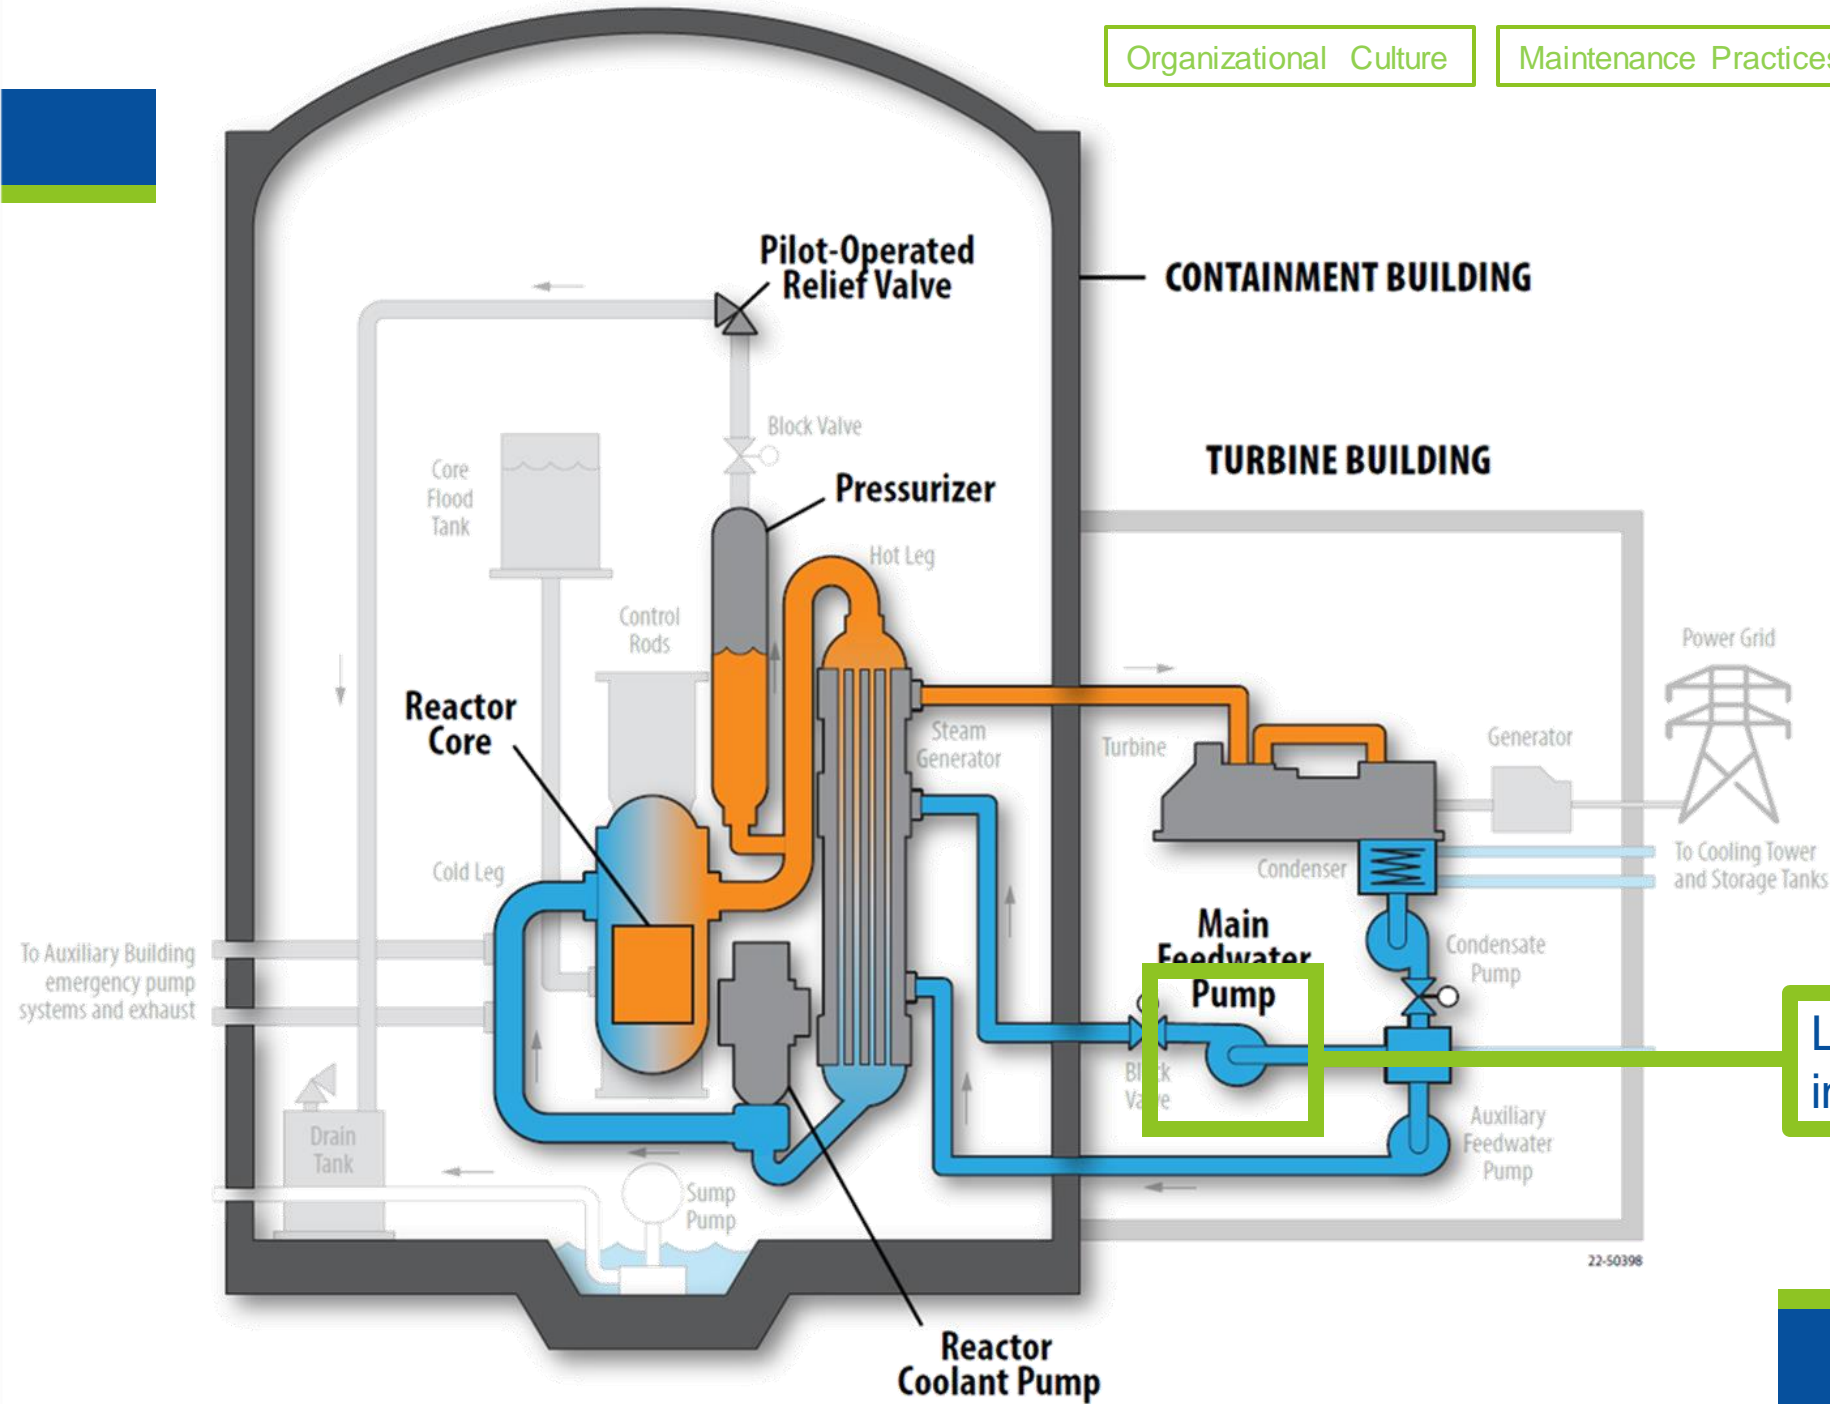 Organizational Culture
Maintenance Practices
Pilot-Operated
Relief Valve
CONTAINMENT BUILDING
Block Valve
TURBINE BUILDING
Core
Flood
Tank
Pressurizer
Hot Leg
Control
Rods
Power Grid
Reactor
Core
Steam
Generator
Turbine
Generator
Cold Leg
Condenser
To Cooling Tower
and Storage Tanks
Main
Feedwater
Pump
Condensate
Pump
To Auxiliary Building
emergency pump
systems and exhaust
Block
Valve
Auxiliary
Feedwater
Pump
Drain
Tank
Sump
Pump
22-50398
Reactor
Coolant Pump